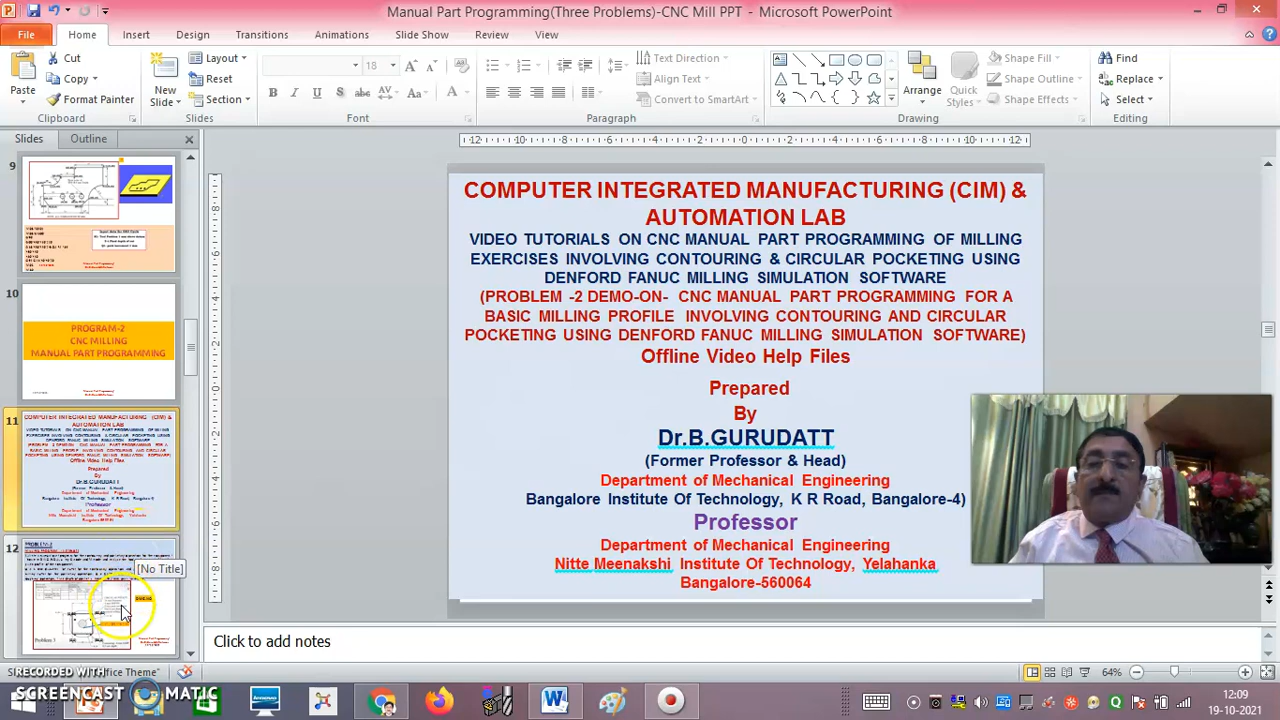 Manual Part Programming(Three Problems)-CNC Mill PPT - Microsoft PowerPoint
File Home Insert Design Transitions Animations Slide Show Review View
Paste
Cut
Copy
Format Painter
Clipboard
New
Slide
Layout
Reset
Section
Slides
18
Font
Paragraph
Text Direction
Align Text
Convert to SmartArt
Arrange
Quick
Styles
Shape Fill
Shape Outline
Shape Effects
Drawing
Find
Replace
Select
Editing
Slides Outline
9
10
PROGRAM-2
CNC MILLING
MANUAL PART PROGRAMMING
11
12
[No Title]
COMPUTER INTEGRATED MANUFACTURING (CIM) &
AUTOMATION LAB
VIDEO TUTORIALS ON CNC MANUAL PART PROGRAMMING OF MILLING
EXERCISES INVOLVING CONTOURING & CIRCULAR POCKETING USING
DENFORD FANUC MILLING SIMULATION SOFTWARE
(PROBLEM -2 DEMO-ON- CNC MANUAL PART PROGRAMMING FOR A
BASIC MILLING PROFILE INVOLVING CONTOURING AND CIRCULAR
POCKETING USING DENFORD FANUC MILLING SIMULATION SOFTWARE)
Offline Video Help Files
Prepared
By
Dr.B.GURUDATT
(Former Professor & Head)
Department of Mechanical Engineering
Bangalore Institute Of Technology, K R Road, Bangalore-4)
Professor
Department of Mechanical Engineering
Nitte Meenakshi Institute Of Technology, Yelahanka
Bangalore-560064
Click to add notes
RECORDED WITH
SCREENCAST MATIC
Office Theme"
64%
12:09
19-10-2021